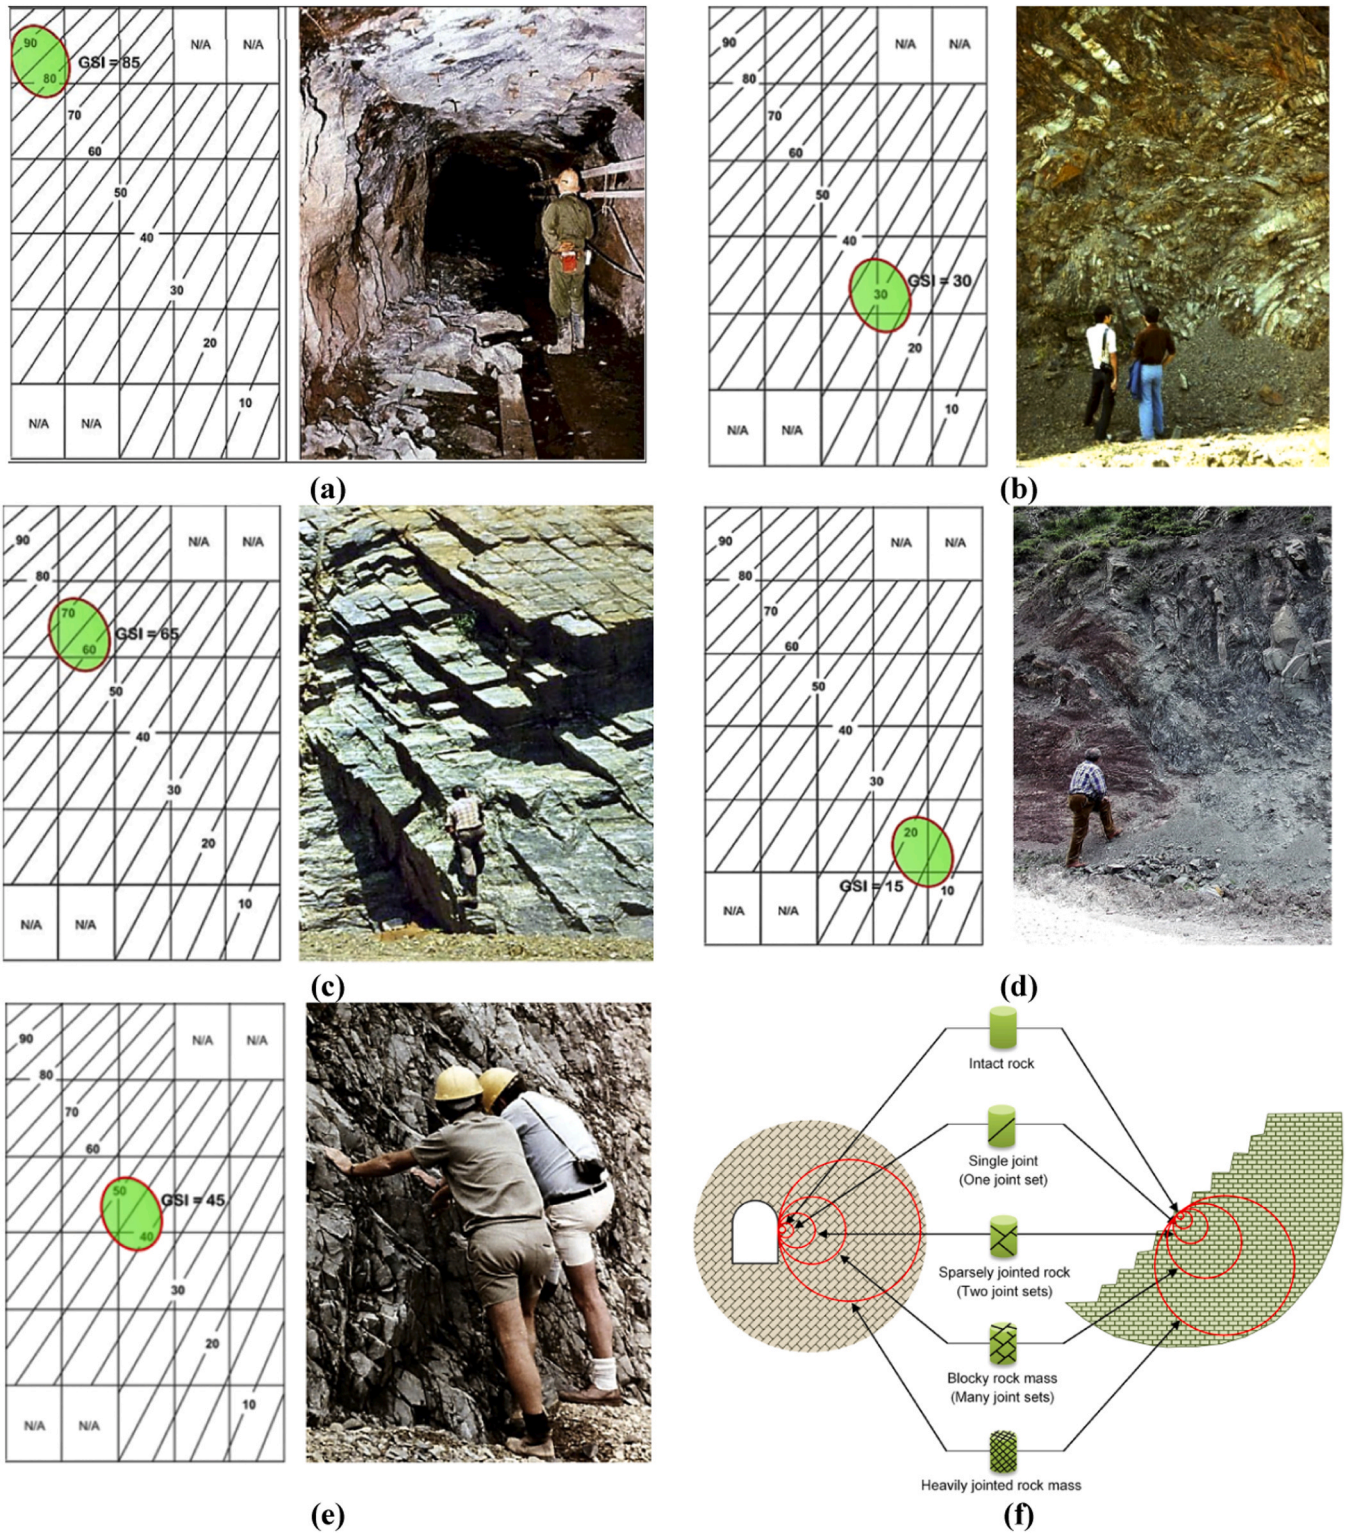 90
N/A
N/A
GSI = 85
80
70
60
50
40
30
20
10
N/A
N/A
(a)
90
N/A
N/A
80
70
60
50
40
GSI = 30
30
20
10
N/A
N/A
(b)
90
N/A
N/A
80
70
GSI = 65
60
50
40
30
20
10
N/A
N/A
(c)
90
N/A
N/A
80
70
60
50
40
30
20
GSI = 15
10
N/A
N/A
(d)
90
N/A
N/A
80
70
60
50
GSI = 45
40
30
20
10
N/A
N/A
(e)
Intact rock
Single joint
(One joint set)
Sparsely jointed rock
(Two joint sets)
Blocky rock mass
(Many joint sets)
Heavily jointed rock mass
(f)